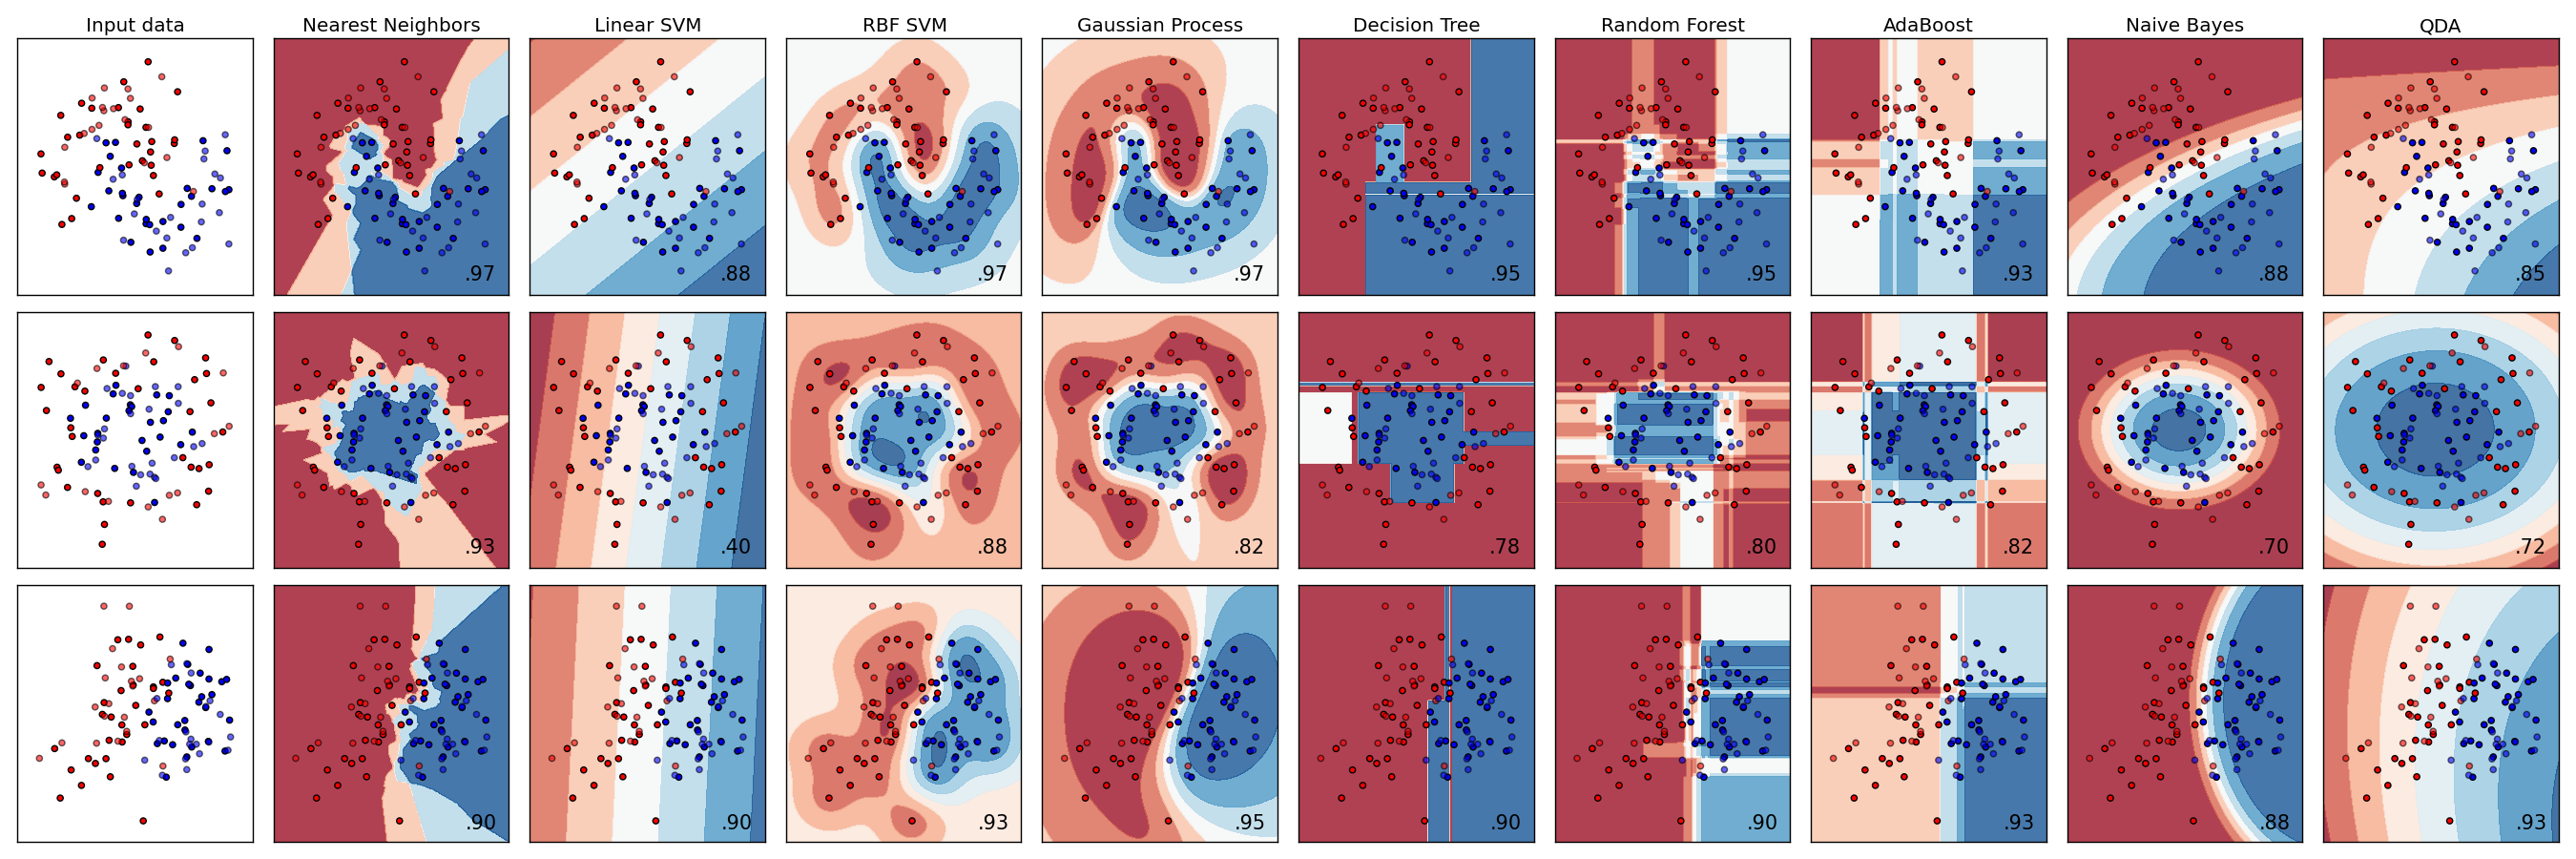 Input data
Nearest Neighbors
Linear SVM
RBF SVM
Gaussian Process
Decision Tree
Random Forest
AdaBoost
Naive Bayes
QDA
.97
.88
.97
.97
.95
.95
.93
.88
.85
.93
.40
.88
.82
.78
.80
.82
.70
.72
.90
.90
.93
.95
.90
.90
.93
.88
.93